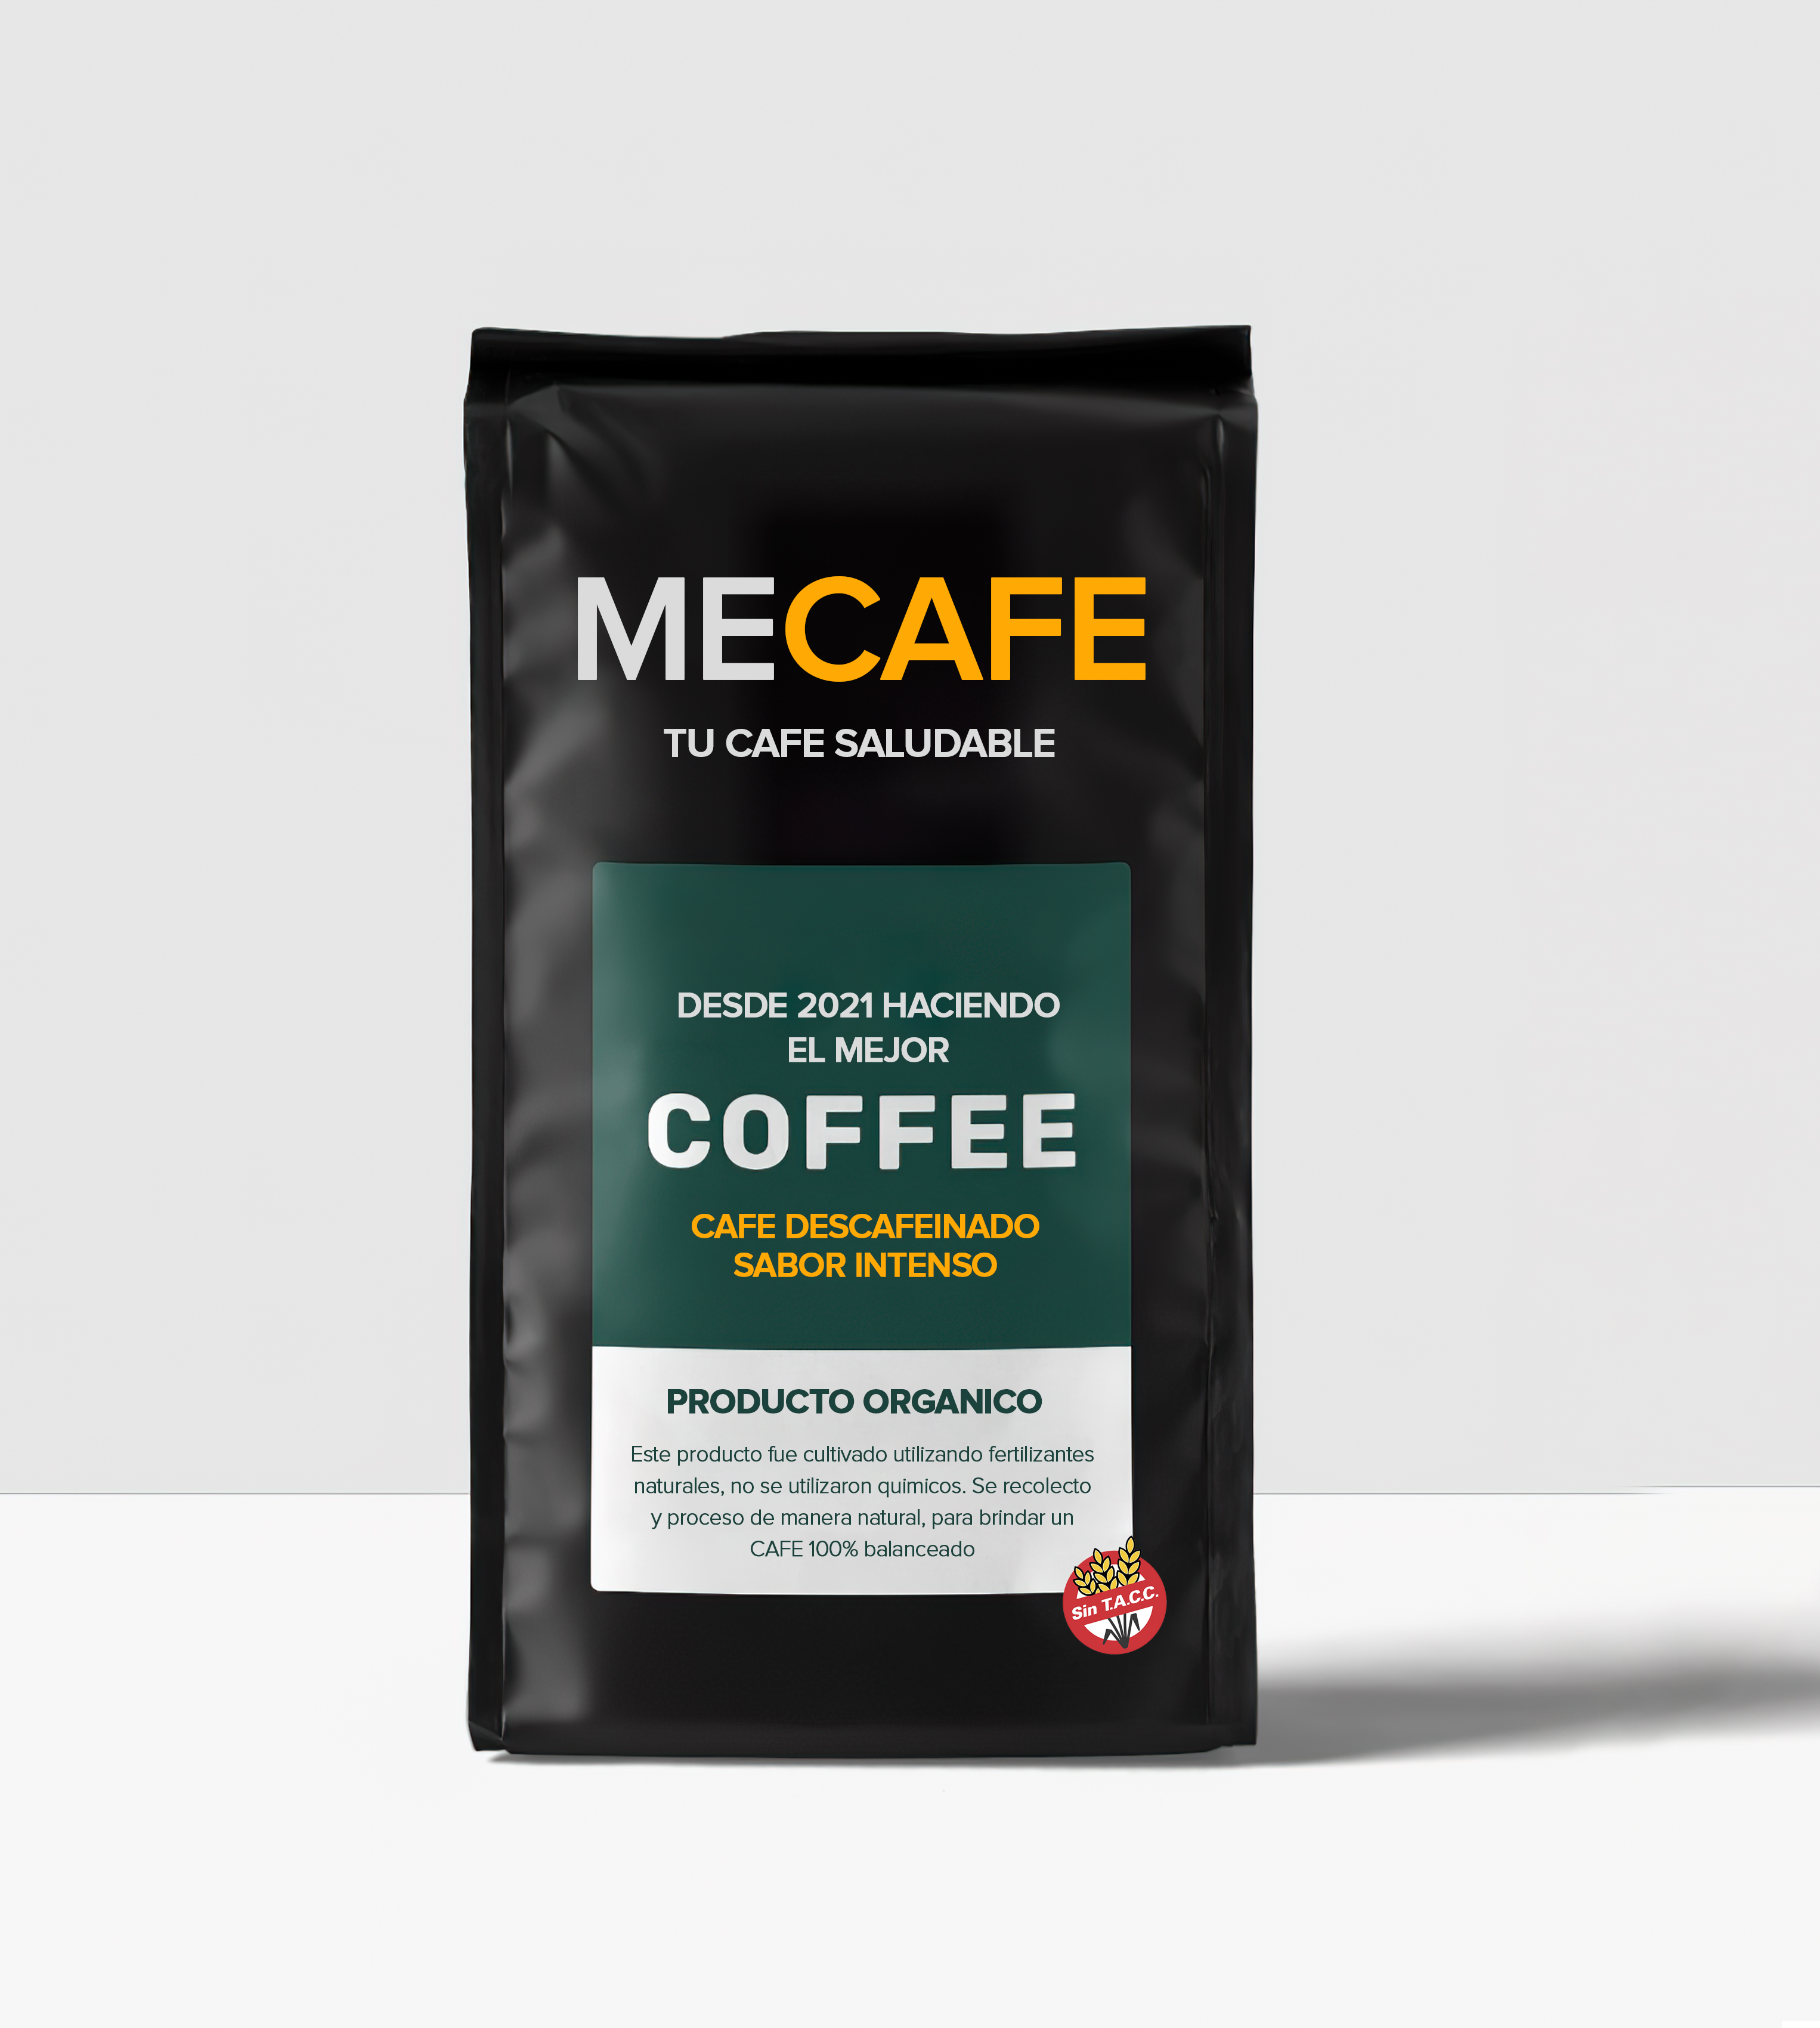 MECAFE
TU CAFE SALUDABLE
DESDE 2021 HACIENDO
EL MEJOR
COFFEE
CAFE DESCAFEINADO
SABOR INTENSO
PRODUCTO ORGANICO
Este producto fue cultivado utilizando fertilizantes
naturales, no se utilizaron quimicos. Se recolecto
y proceso de manera natural, para brindar un
CAFE 100% balanceado
Sin T.A.C.C.